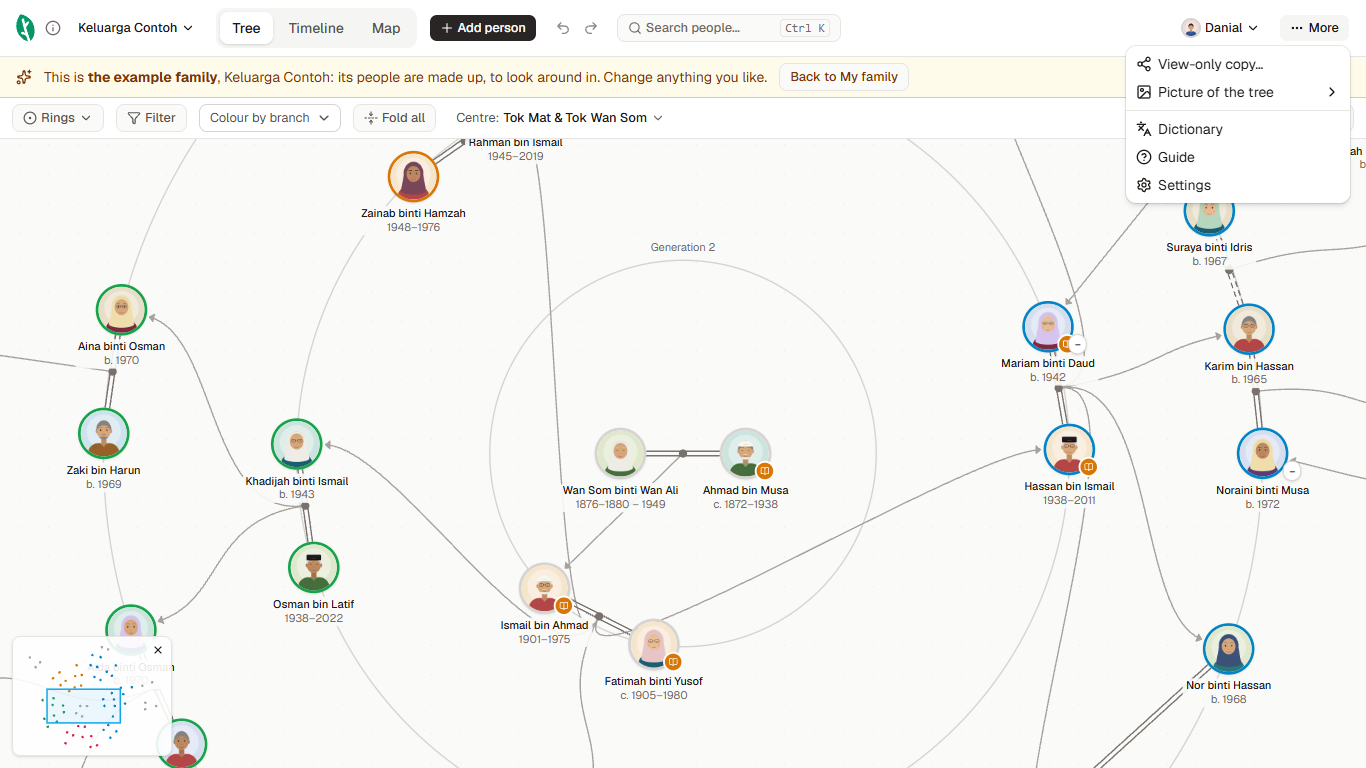 Keluarga Contoh
Tree
Timeline
Map
+ Add person
Search people...
Ctrl K
Danial
More
This is the example family, Keluarga Contoh: its people are made up, to look around in. Change anything you like.
Back to My family
View-only copy...
Picture of the tree
Dictionary
Guide
Settings
Rings
Filter
Colour by branch
Fold all
Centre: Tok Mat & Tok Wan Som
Rahman bin Ismail
1945–2019
Zainab binti Hamzah
1948–1976
Generation 2
Suraya binti Idris
b. 1967
Aina binti Osman
b. 1970
Mariam binti Daud
b. 1942
Karim bin Hassan
b. 1965
Zaki bin Harun
b. 1969
Khadijah binti Ismail
b. 1943
Wan Som binti Wan Ali
1876–1880 – 1949
Ahmad bin Musa
c. 1872–1938
Hassan bin Ismail
1938–2011
Noraini binti Musa
b. 1972
Osman bin Latif
1938–2022
Ismail bin Ahmad
1901–1975
Fatimah binti Yusof
c. 1905–1980
Nor binti Hassan
b. 1968
binti Osman